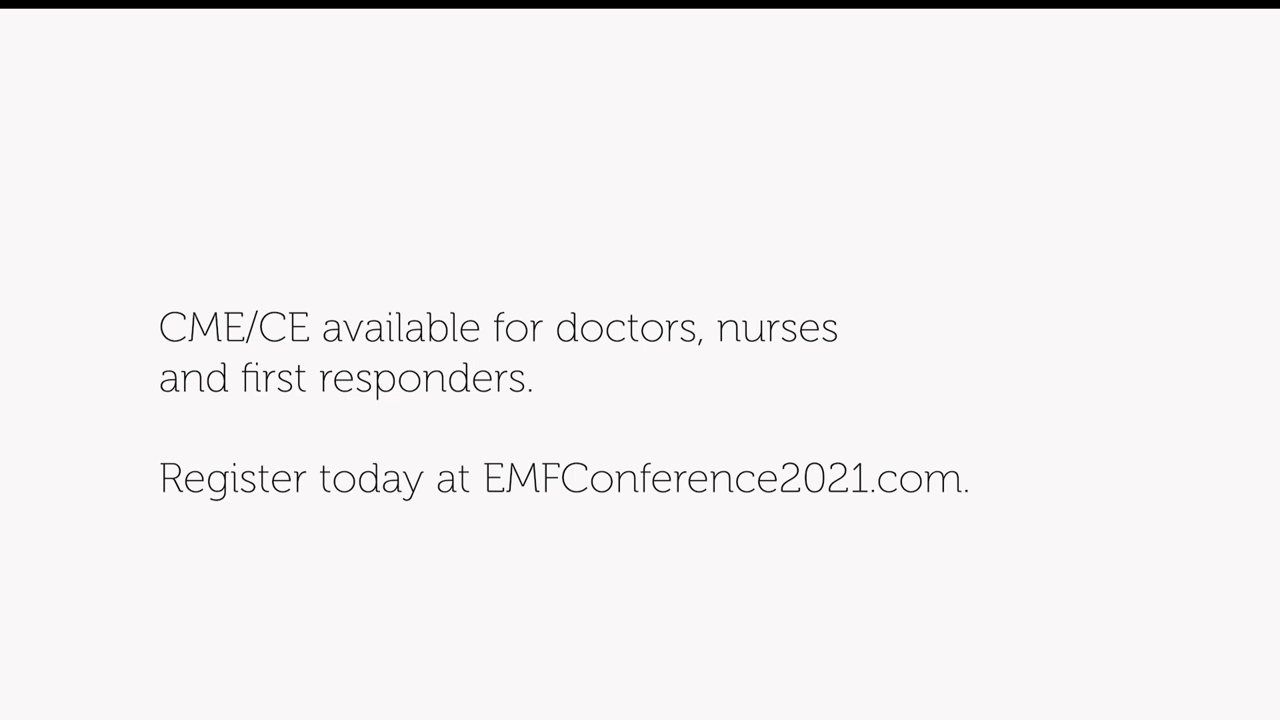 CME/CE available for doctors, nurses
and first responders.
Register today at EMFConference2021.com.